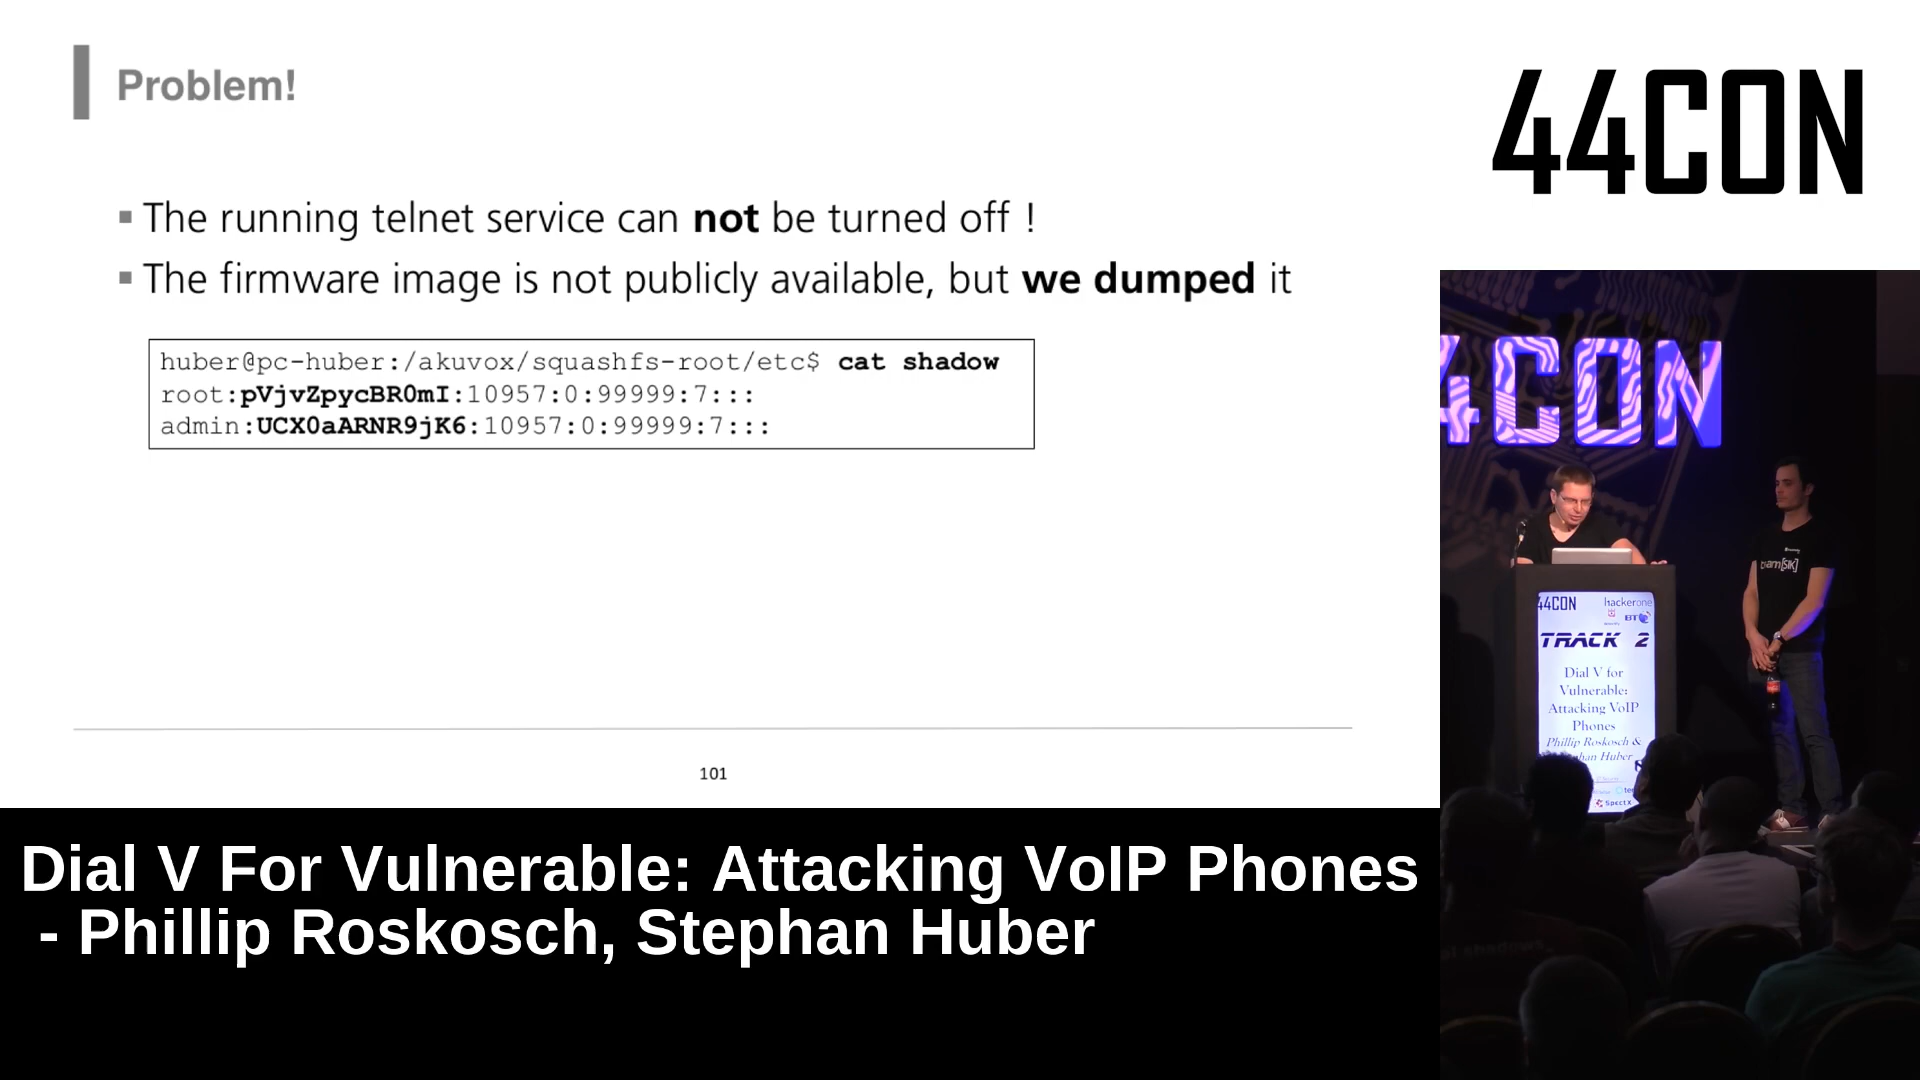 Problem!
44CON
▪ The running telnet service can not be turned off !
▪ The firmware image is not publicly available, but we dumped it
huber@pc-huber:/akuvox/squashfs-root/etc$ cat shadow
root:pVjvZpycBR0mI:10957:0:99999:7:::
admin:UCX0aARNR9jK6:10957:0:99999:7:::
101
4CON
44CON
hackerone
BT
TRACK 2
Dial V for
Vulnerable:
Attacking VoIP
Phones
Phillip Roskosch &
Huber
SpectX
Dial V For Vulnerable: Attacking VoIP Phones
- Phillip Roskosch, Stephan Huber